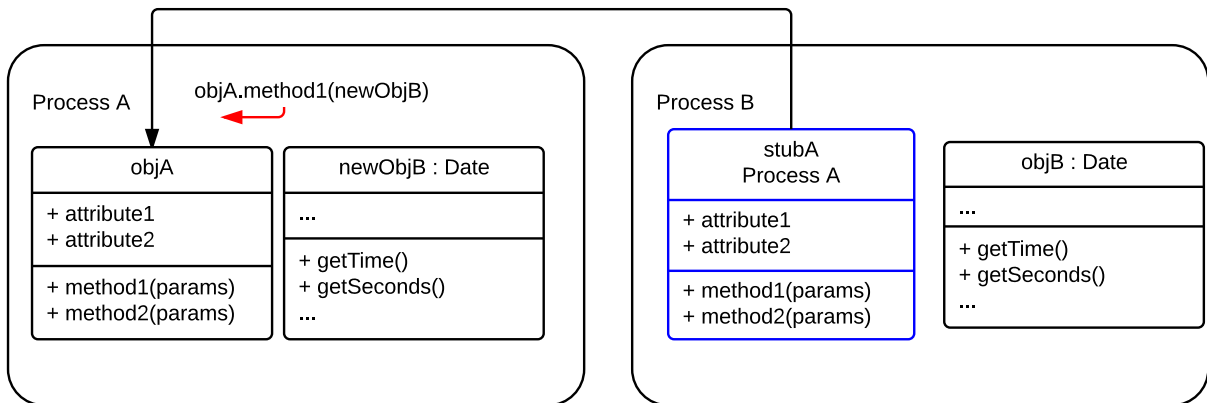 Process A
objA.method1(newObjB)
objA
+ attribute1
+ attribute2
+ method1(params)
+ method2(params)
newObjB : Date
...
+ getTime()
+ getSeconds()
...
Process B
stubA
Process A
+ attribute1
+ attribute2
+ method1(params)
+ method2(params)
objB : Date
...
+ getTime()
+ getSeconds()
...